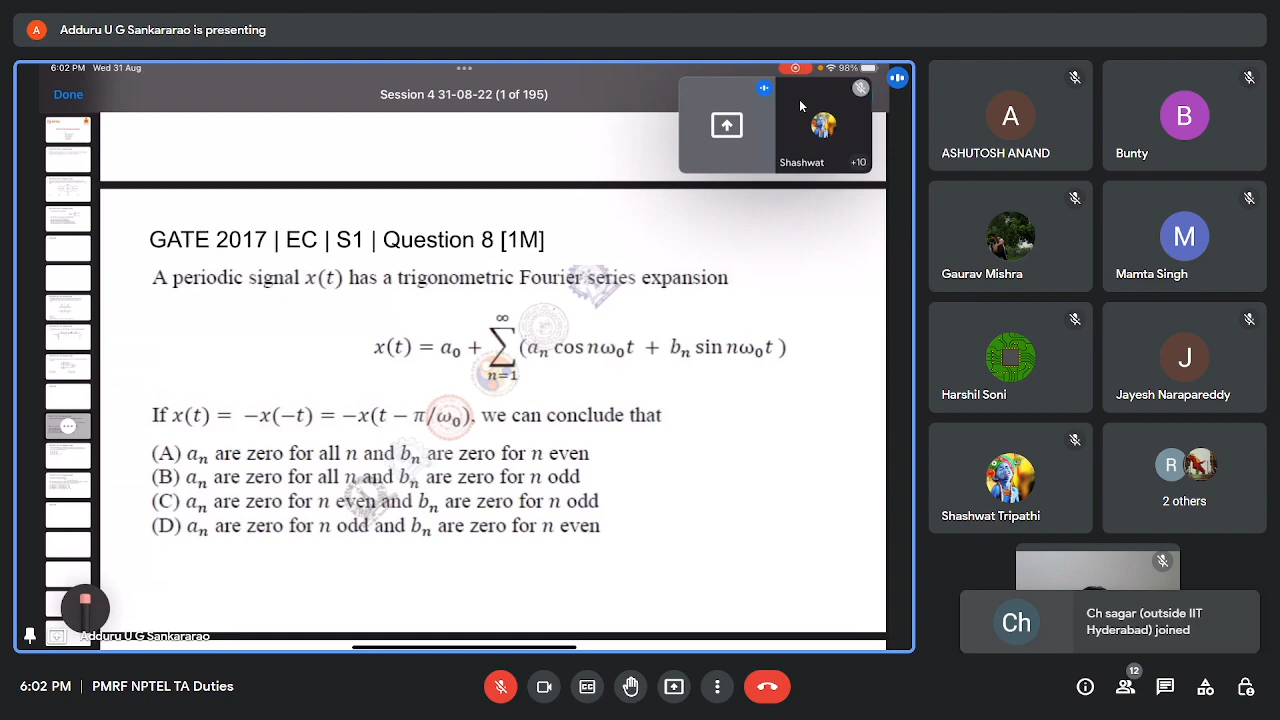 A Adduru U G Sankararao is presenting
6:02 PM Wed 31 Aug
98%
Done
Session 4 31-08-22 (1 of 195)
Shashwat
+10
GATE 2017 | EC | S1 | Question 8 [1M]
A periodic signal x(t) has a trigonometric Fourier series expansion
x(t) = a₀ + ∑ₙ₌₁^∞ (aₙ cos nω₀t + bₙ sin nω₀t )
If x(t) = −x(−t) = −x(t − π/ω₀), we can conclude that
(A) aₙ are zero for all n and bₙ are zero for n even
(B) aₙ are zero for all n and bₙ are zero for n odd
(C) aₙ are zero for n even and bₙ are zero for n odd
(D) aₙ are zero for n odd and bₙ are zero for n even
Adduru U G Sankararao
A
ASHUTOSH ANAND
B
Bunty
Gaurav Mishra
M
Mamta Singh
Harshil Soni
J
Jayesh Narapareddy
Shashwat Tripathi
R
2 others
Ch
Ch sagar (outside IIT
Hyderabad) joined
6:02 PM | PMRF NPTEL TA Duties
12